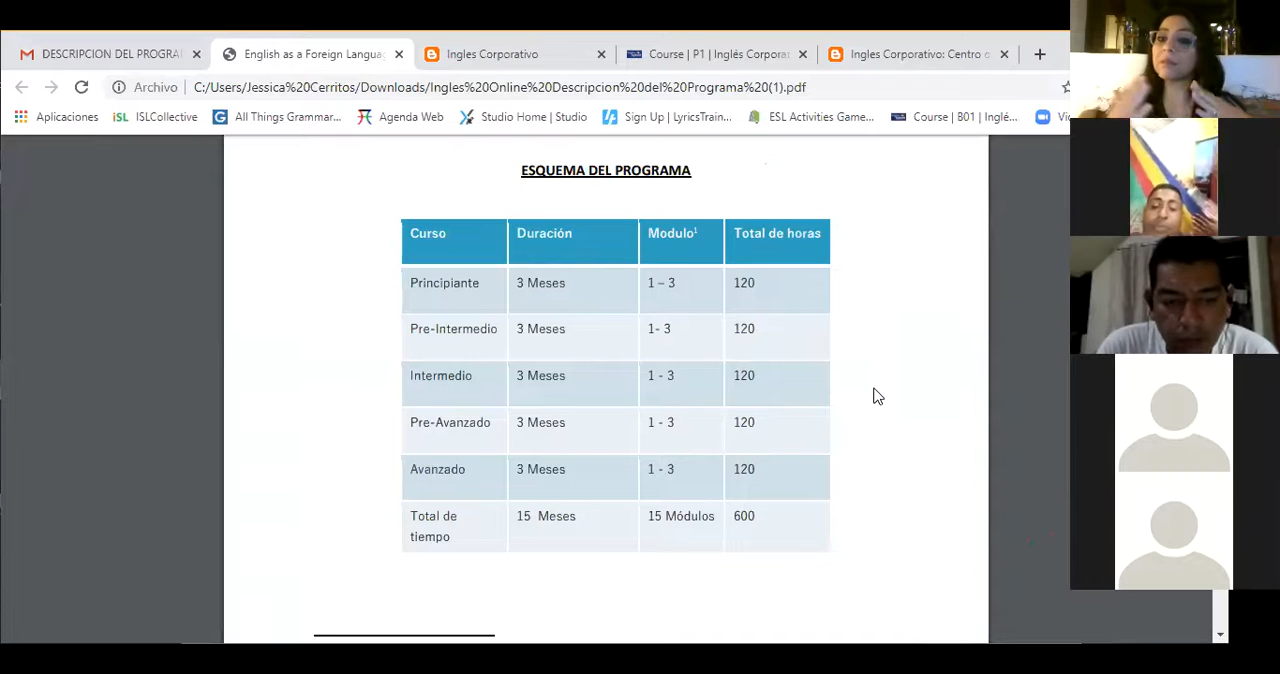 DESCRIPCION DEL PROGRA
English as a Foreign Langua
Ingles Corporativo
Course | P1 | Inglés Corpora
Ingles Corporativo: Centro
Archivo
C:/Users/Jessica%20Cerritos/Downloads/Ingles%20Online%20Descripcion%20del%20Programa%20(1).pdf
Aplicaciones
iSL ISLCollective
G All Things Grammar...
Agenda Web
Studio Home | Studio
Sign Up | LyricsTrain...
ESL Activities Game...
Course | B01 | Inglé...
ESQUEMA DEL PROGRAMA
Curso Duración Modulo¹ Total de horas
Principiante 3 Meses 1 – 3 120
Pre-Intermedio 3 Meses 1- 3 120
Intermedio 3 Meses 1 - 3 120
Pre-Avanzado 3 Meses 1 - 3 120
Avanzado 3 Meses 1 - 3 120
Total de tiempo 15 Meses 15 Módulos 600